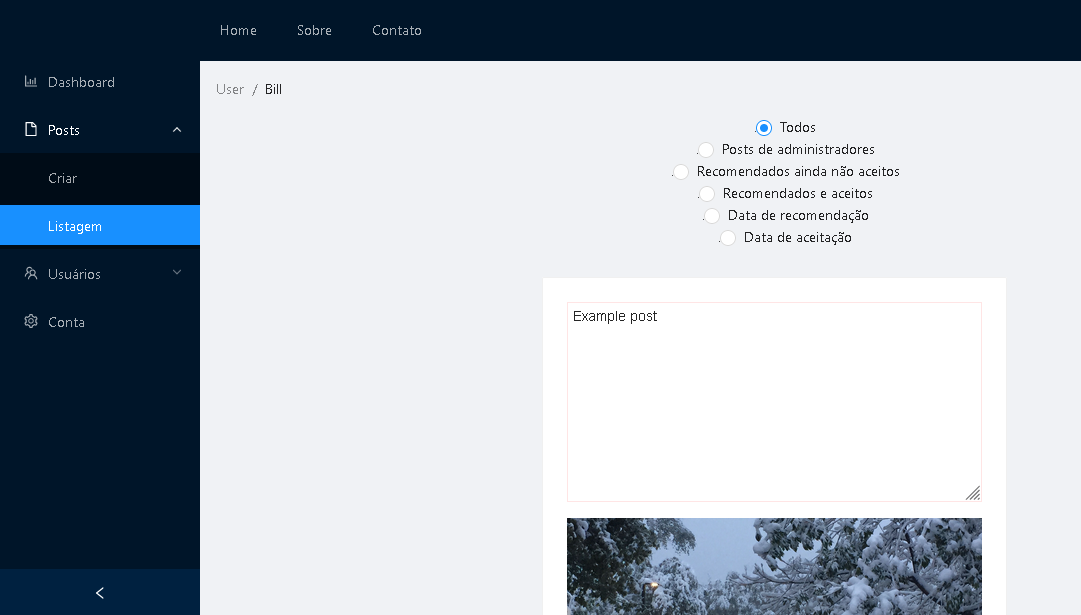 Home Sobre Contato
Dashboard
Posts
Criar
Listagem
Usuários
Conta
User / Bill
Todos
Posts de administradores
Recomendados ainda não aceitos
Recomendados e aceitos
Data de recomendação
Data de aceitação
Example post